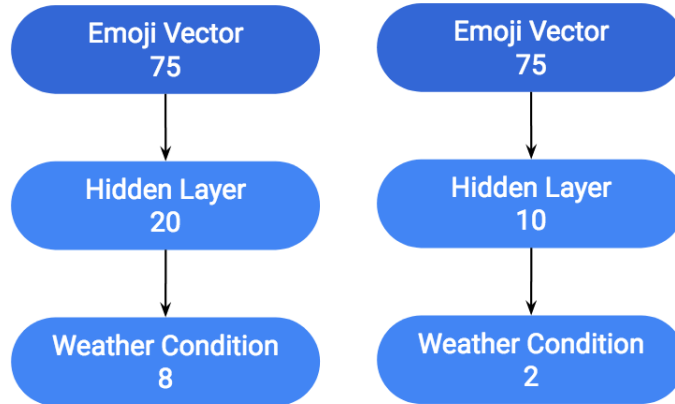 Emoji Vector
75
Hidden Layer
20
Weather Condition
8
Emoji Vector
75
Hidden Layer
10
Weather Condition
2